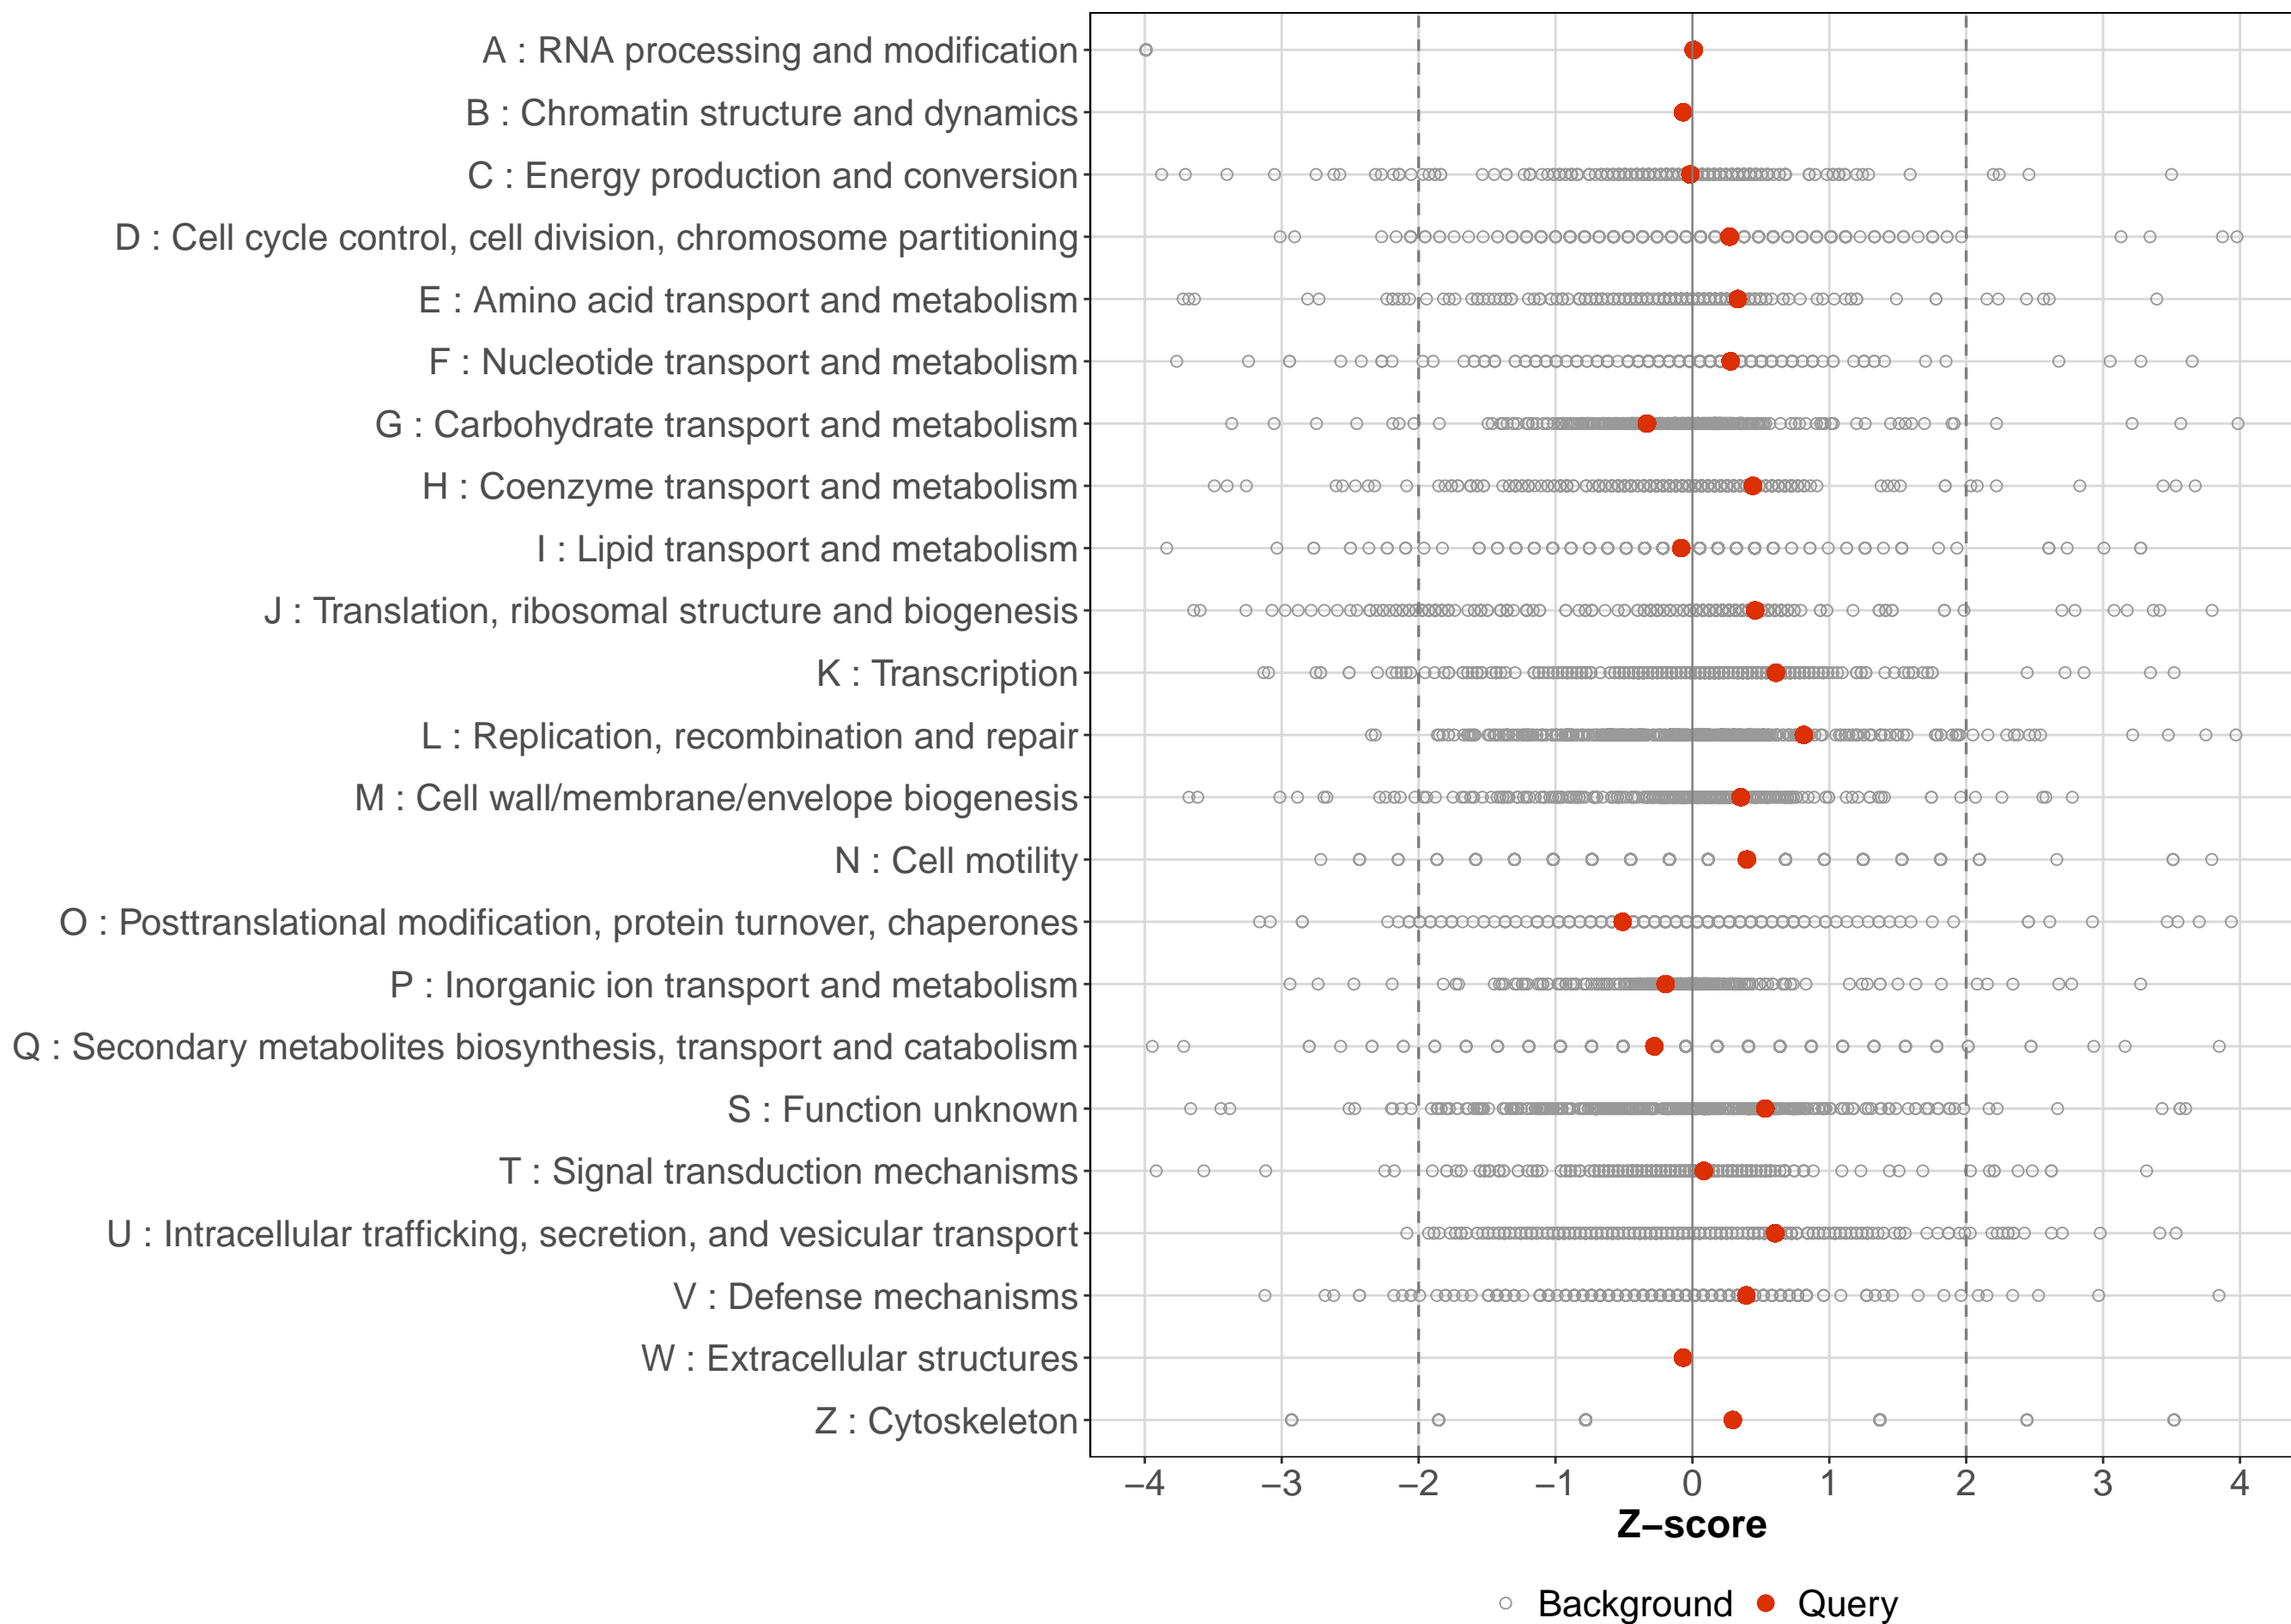 A : RNA processing and modification
B : Chromatin structure and dynamics
C : Energy production and conversion
D : Cell cycle control, cell division, chromosome partitioning
E : Amino acid transport and metabolism
F : Nucleotide transport and metabolism
G : Carbohydrate transport and metabolism
H : Coenzyme transport and metabolism
I : Lipid transport and metabolism
J : Translation, ribosomal structure and biogenesis
K : Transcription
L : Replication, recombination and repair
M : Cell wall/membrane/envelope biogenesis
N : Cell motility
O : Posttranslational modification, protein turnover, chaperones
P : Inorganic ion transport and metabolism
Q : Secondary metabolites biosynthesis, transport and catabolism
S : Function unknown
T : Signal transduction mechanisms
U : Intracellular trafficking, secretion, and vesicular transport
V : Defense mechanisms
W : Extracellular structures
Z : Cytoskeleton
−4 −3 −2 −1 0 1 2 3 4
Z−score
Background Query